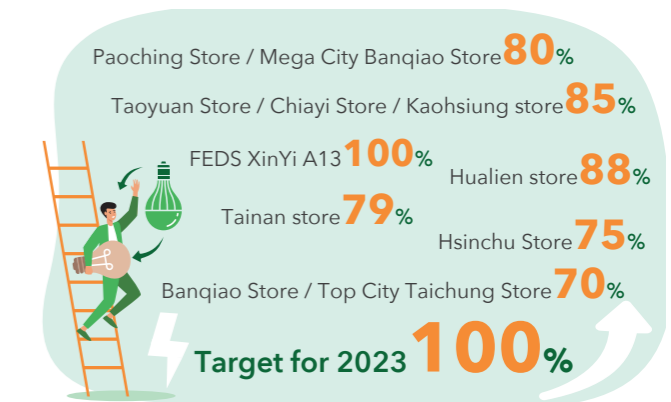 Paoching Store / Mega City Banqiao Store 80%
Taoyuan Store / Chiayi Store / Kaohsiung store 85%
FEDS XinYi A13 100%
Hualien store 88%
Tainan store 79%
Hsinchu Store 75%
Banqiao Store / Top City Taichung Store 70%
Target for 2023 100%